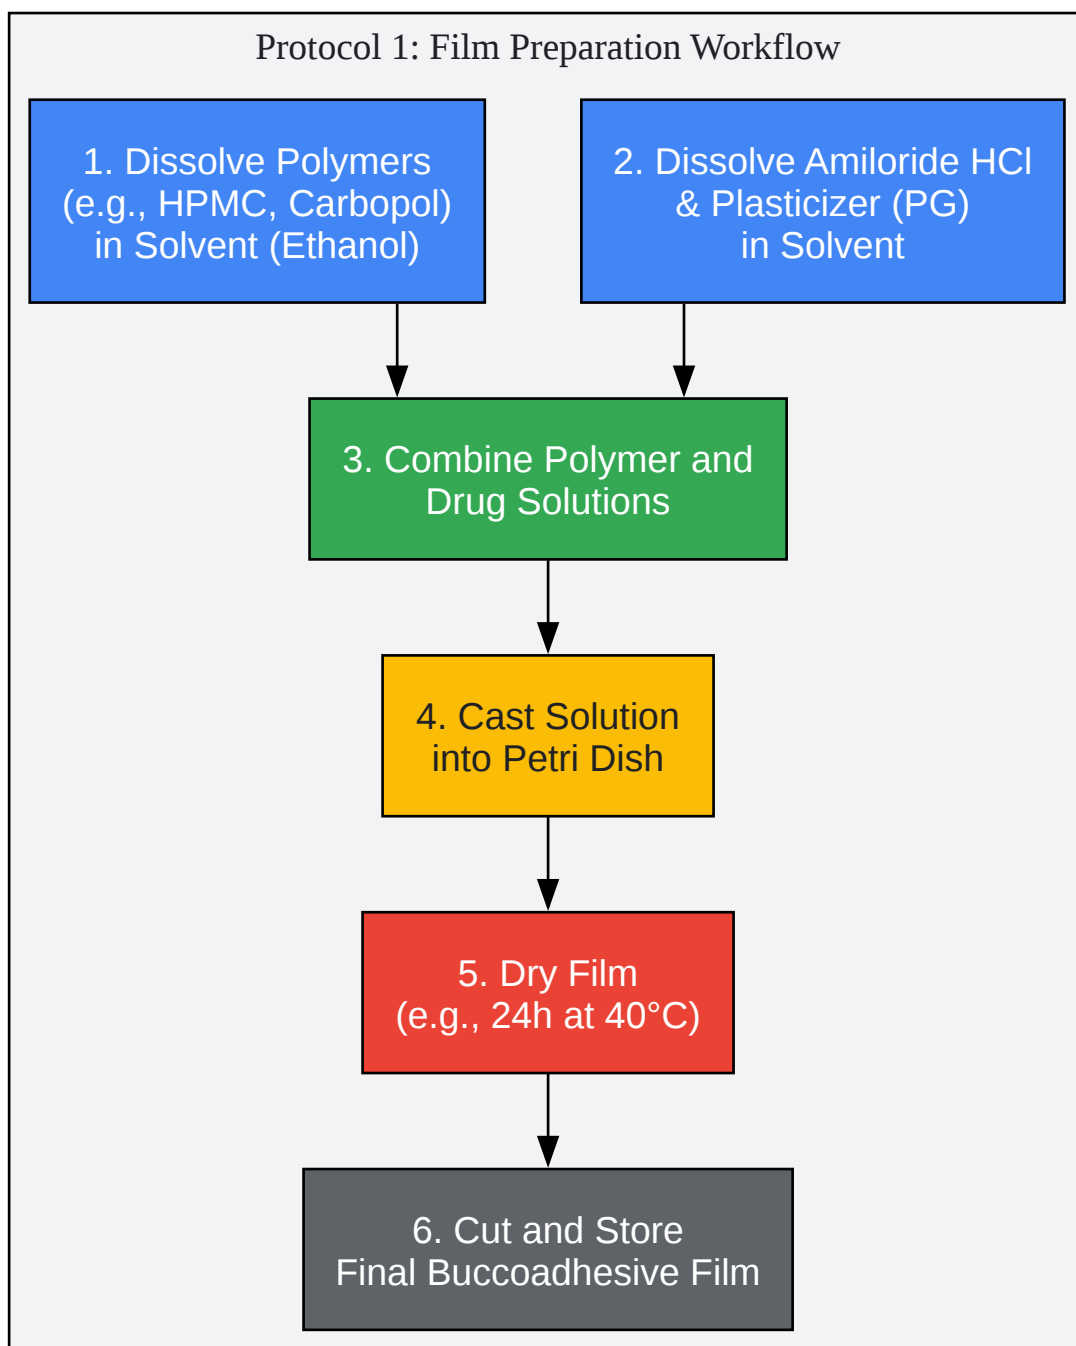 Protocol 1: Film Preparation Workflow
1. Dissolve Polymers
(e.g., HPMC, Carbopol)
in Solvent (Ethanol)
2. Dissolve Amiloride HCl
& Plasticizer (PG)
in Solvent
3. Combine Polymer and
Drug Solutions
4. Cast Solution
into Petri Dish
5. Dry Film
(e.g., 24h at 40°C)
6. Cut and Store
Final Buccoadhesive Film